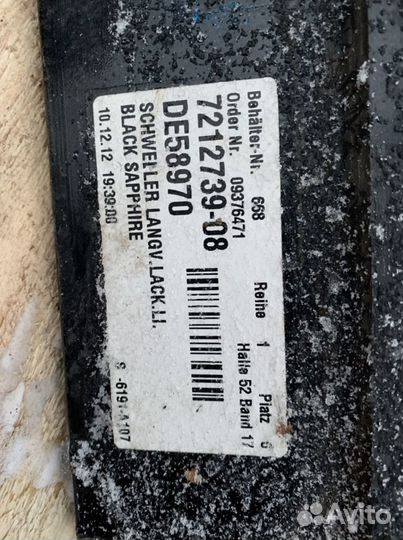 Behälter-Nr. 658 Reihe 1 Platz 6
Order Nr. 09376471 Halle 52 Band 17
7212739-08
DE58970
SCHWEILER LANGV.LACK.LI.
BLACK SAPPHIRE
10.12.12 19:39:00
Avito